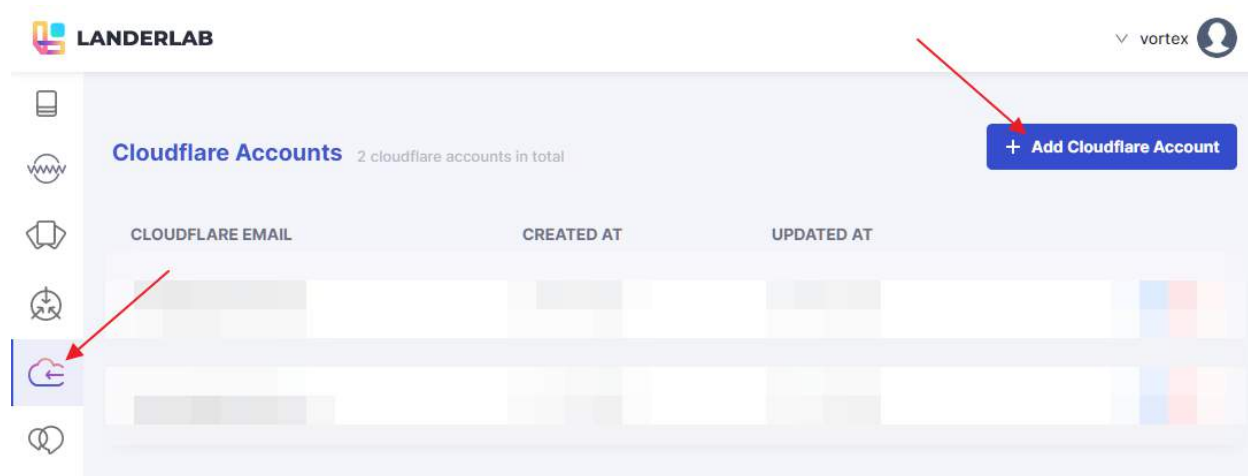 LANDERLAB
vortex
Cloudflare Accounts 2 cloudflare accounts in total
+ Add Cloudflare Account
CLOUDFLARE EMAIL CREATED AT UPDATED AT